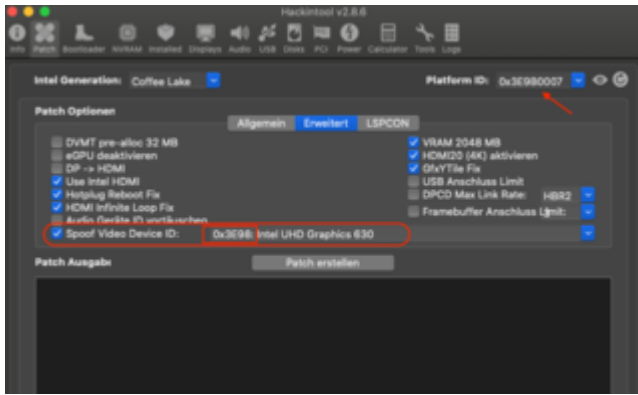 Hackintool v2.8.6
Info Patch Bootloader NVRAM Installed Displays Audio USB Disks PCI Power Calculator Tools Logs
Intel Generation: Coffee Lake Platform ID: 0x3E9B0007
Patch Optionen
Allgemein Erweitert LSPCON
DVMT pre-alloc 32 MB VRAM 2048 MB
eGPU deaktivieren HDMI20 (4K) aktivieren
DP -> HDMI GfxYTile Fix
Use Intel HDMI USB Anschluss Limit
Hotplug Reboot Fix DPCD Max Link Rate: HBR2
HDMI Infinite Loop Fix Framebuffer Anschluss Limit:
Audio Geräte ID vortäuschen
Spoof Video Device ID: 0x3E98: Intel UHD Graphics 630
Patch Ausgabe Patch erstellen